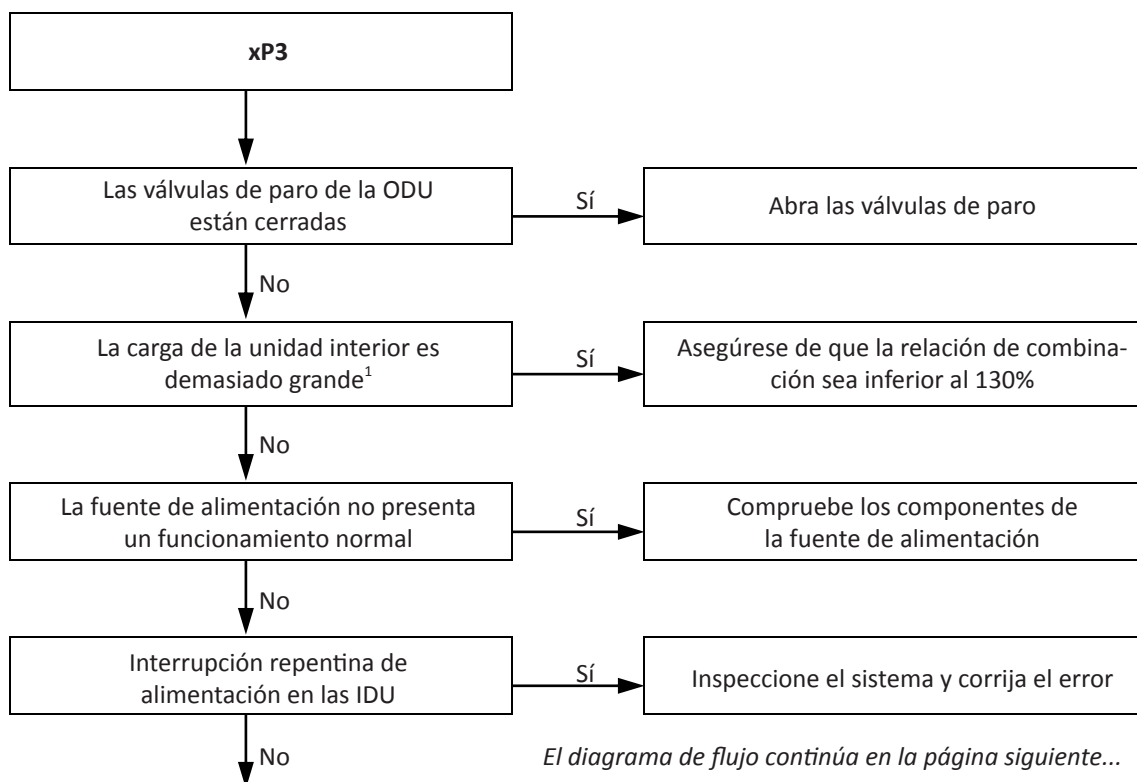 xP3
Las válvulas de paro de la ODU
están cerradas
Sí
Abra las válvulas de paro
No
La carga de la unidad interior es
demasiado grande¹
Sí
Asegúrese de que la relación de combina-
ción sea inferior al 130%
No
La fuente de alimentación no presenta
un funcionamiento normal
Sí
Compruebe los componentes de
la fuente de alimentación
No
Interrupción repentina de
alimentación en las IDU
Sí
Inspeccione el sistema y corrija el error
No
El diagrama de flujo continúa en la página siguiente...